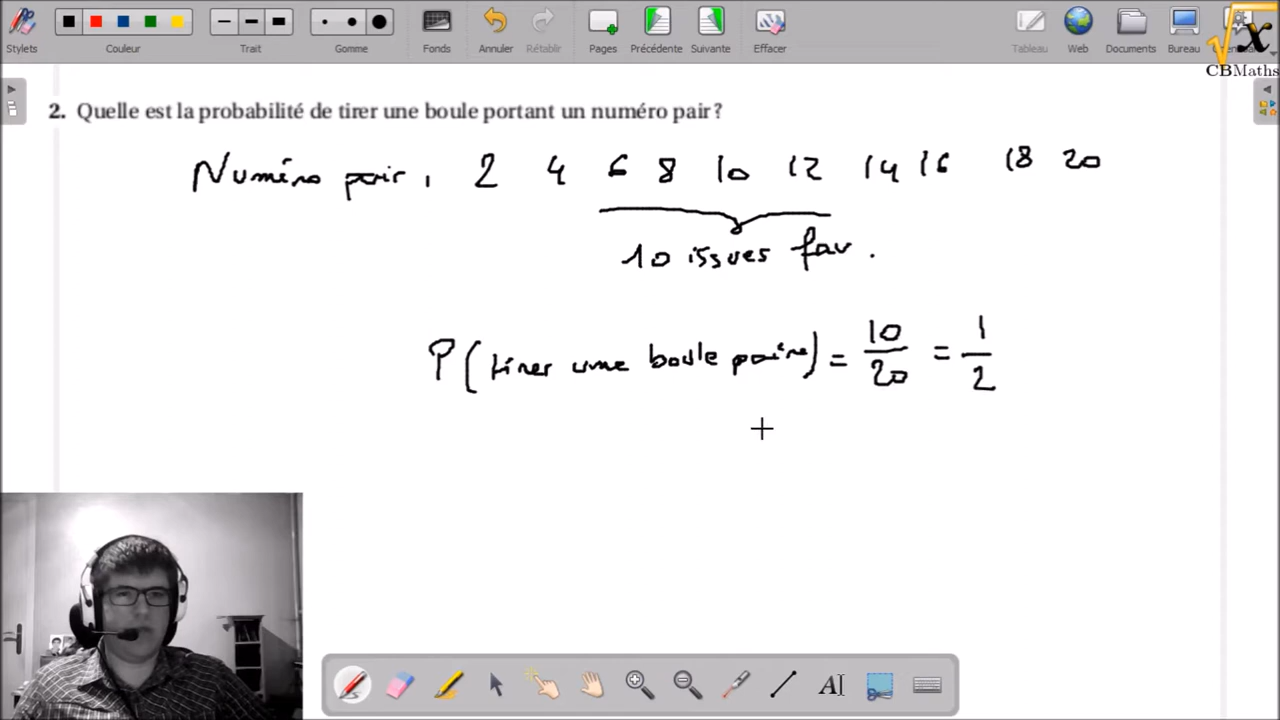 Stylets Couleur Trait Gomme Fonds Annuler Rétablir Pages Précédente Suivante Effacer Tableau Web Documents Bureau
√x
CBMaths
2. Quelle est la probabilité de tirer une boule portant un numéro pair ?
Numéro pair : 2 4 6 8 10 12 14 16 18 20
10 issues fav.
P(tirer une boule paire) = 10/20 = 1/2
AI